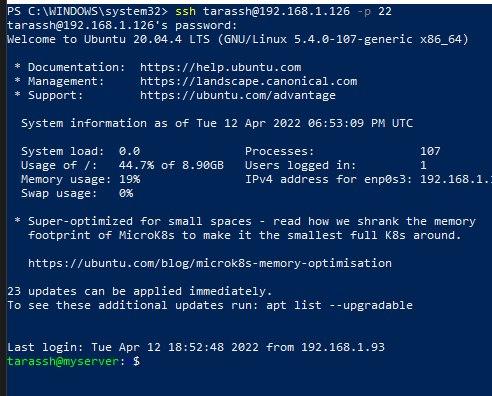 PS C:\WINDOWS\system32> ssh tarassh@192.168.1.126 -p 22
tarassh@192.168.1.126's password:
Welcome to Ubuntu 20.04.4 LTS (GNU/Linux 5.4.0-107-generic x86_64)
* Documentation: https://help.ubuntu.com
* Management: https://landscape.canonical.com
* Support: https://ubuntu.com/advantage
System information as of Tue 12 Apr 2022 06:53:09 PM UTC
System load: 0.0 Processes: 107
Usage of /: 44.7% of 8.90GB Users logged in: 1
Memory usage: 19% IPv4 address for enp0s3: 192.168.1.
Swap usage: 0%
* Super-optimized for small spaces - read how we shrank the memory
footprint of MicroK8s to make it the smallest full K8s around.
https://ubuntu.com/blog/microk8s-memory-optimisation
23 updates can be applied immediately.
To see these additional updates run: apt list --upgradable
Last login: Tue Apr 12 18:52:48 2022 from 192.168.1.93
tarassh@myserver: $